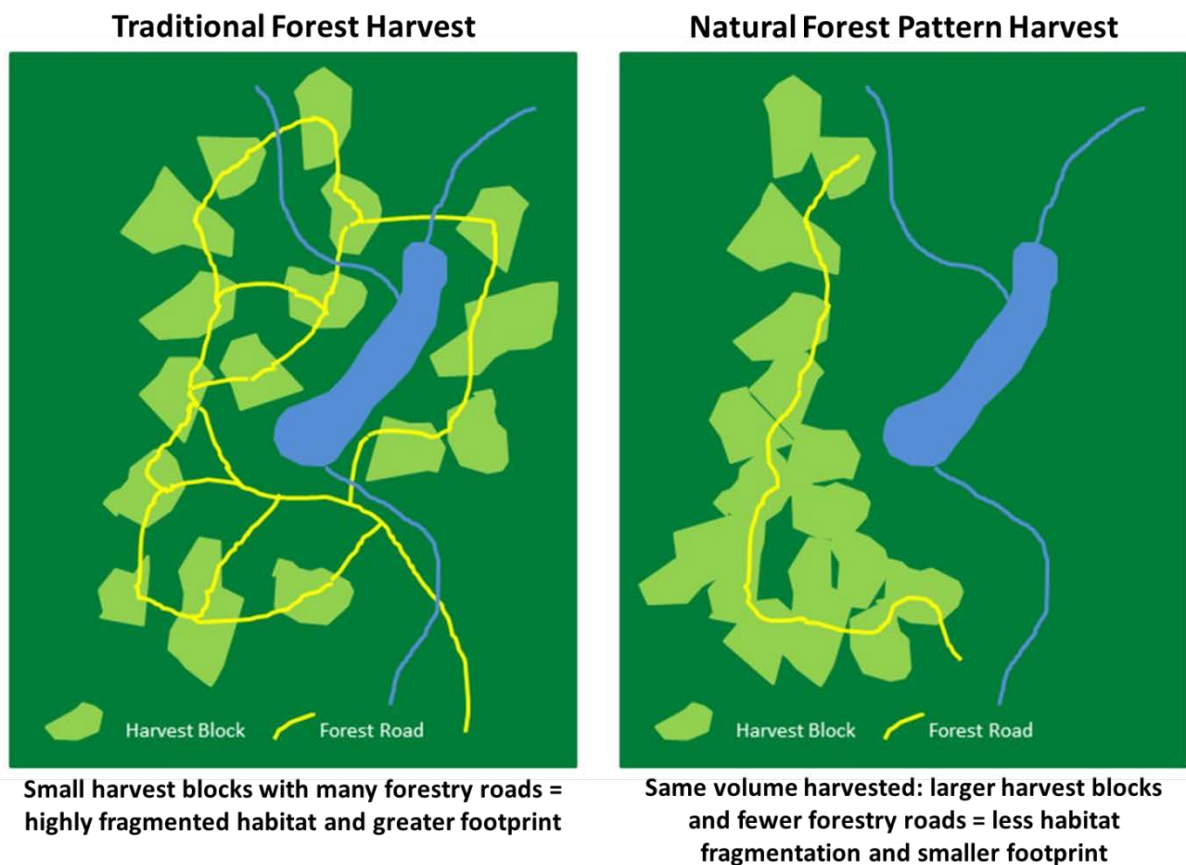 Traditional Forest Harvest
Harvest Block
Forest Road
Small harvest blocks with many forestry roads =
highly fragmented habitat and greater footprint
Natural Forest Pattern Harvest
Harvest Block
Forest Road
Same volume harvested: larger harvest blocks
and fewer forestry roads = less habitat
fragmentation and smaller footprint